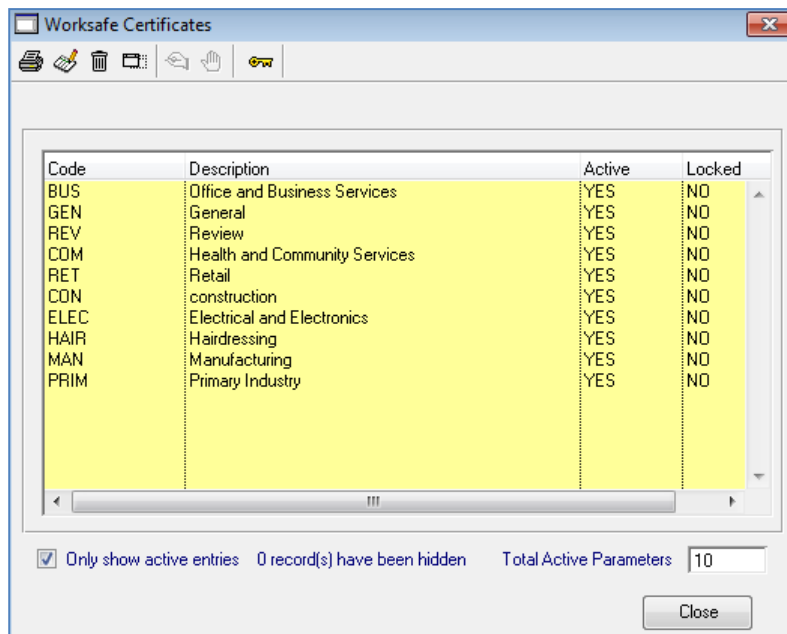 Worksafe Certificates
Code Description Active Locked
BUS Office and Business Services YES NO
GEN General YES NO
REV Review YES NO
COM Health and Community Services YES NO
RET Retail YES NO
CON construction YES NO
ELEC Electrical and Electronics YES NO
HAIR Hairdressing YES NO
MAN Manufacturing YES NO
PRIM Primary Industry YES NO
Only show active entries 0 record(s) have been hidden Total Active Parameters 10
Close